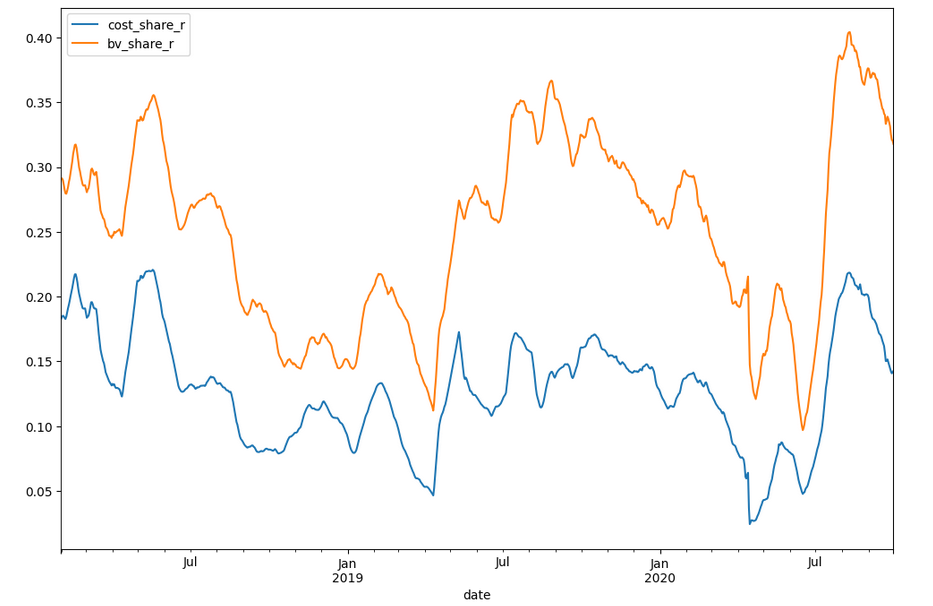 cost_share_r
bv_share_r
0.40
0.35
0.30
0.25
0.20
0.15
0.10
0.05
Jul
Jan
2019
Jul
Jan
2020
Jul
date